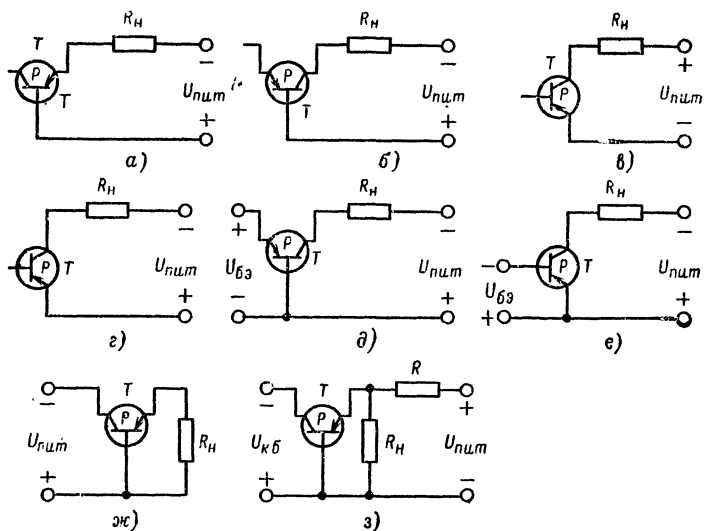 T Rн − Uпит + P T а)
Rн − Uпит + P T б)
T Rн + Uпит − P в)
Rн − Uпит + P T г)
+ Uбэ − Rн − Uпит + P T д)
− Uбэ + Rн − Uпит + P T е)
− Uпит + T P Rн ж)
− Uкб + T P R Rн + Uпит − з)